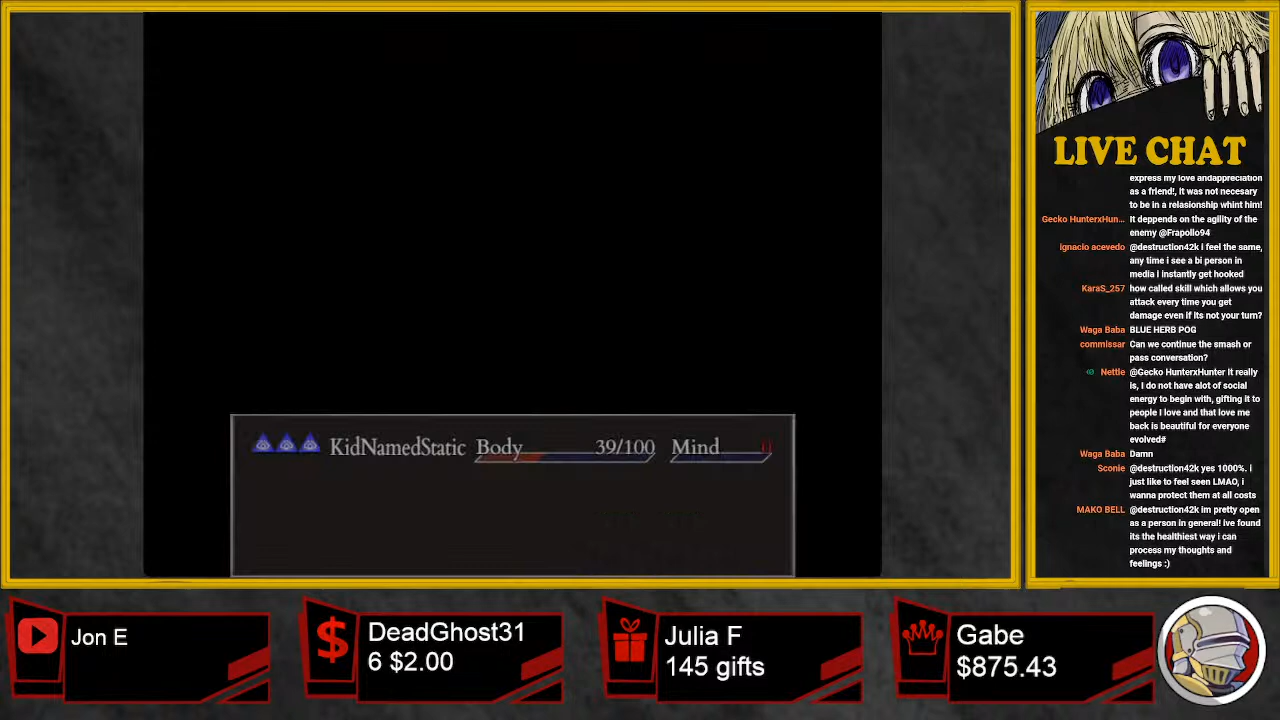 KidNamedStatic Body 39/100 Mind 0
LIVE CHAT
express my love andappreciation
as a friend!, it was not necesary
to be in a relasionship whint him!
Gecko HunterxHun... It deppends on the agility of the
enemy @Frapollo94
ignacio acevedo @destruction42k i feel the same,
any time i see a bi person in
media i instantly get hooked
KaraS_257 how called skill which allows you
attack every time you get
damage even if its not your turn?
Waga Baba BLUE HERB POG
commissar Can we continue the smash or
pass conversation?
Nettle @Gecko HunterxHunter It really
is, I do not have alot of social
energy to begin with, gifting it to
people I love and that love me
back is beautiful for everyone
evolved#
Waga Baba Damn
Sconie @destruction42k yes 1000%. i
just like to feel seen LMAO, i
wanna protect them at all costs
MAKO BELL @destruction42k im pretty open
as a person in general! ive found
its the healthiest way i can
process my thoughts and
feelings :)
Jon E
DeadGhost31
6 $2.00
Julia F
145 gifts
Gabe
$875.43